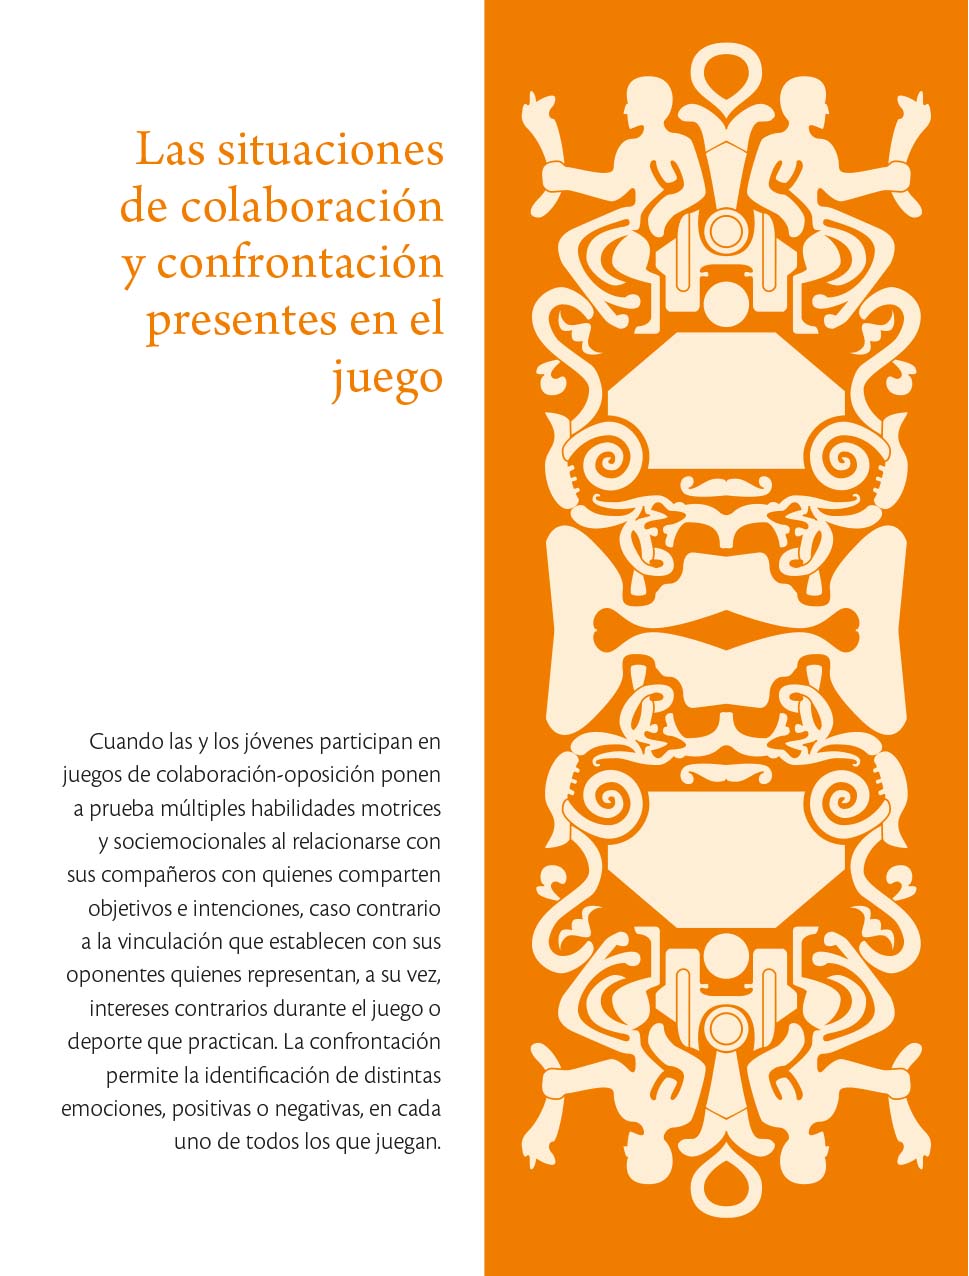 Las situaciones
de colaboración
y confrontación
presentes en el
juego
Cuando las y los jóvenes participan en
juegos de colaboración-oposición ponen
a prueba múltiples habilidades motrices
y sociemocionales al relacionarse con
sus compañeros con quienes comparten
objetivos e intenciones, caso contrario
a la vinculación que establecen con sus
oponentes quienes representan, a su vez,
intereses contrarios durante el juego o
deporte que practican. La confrontación
permite la identificación de distintas
emociones, positivas o negativas, en cada
uno de todos los que juegan.